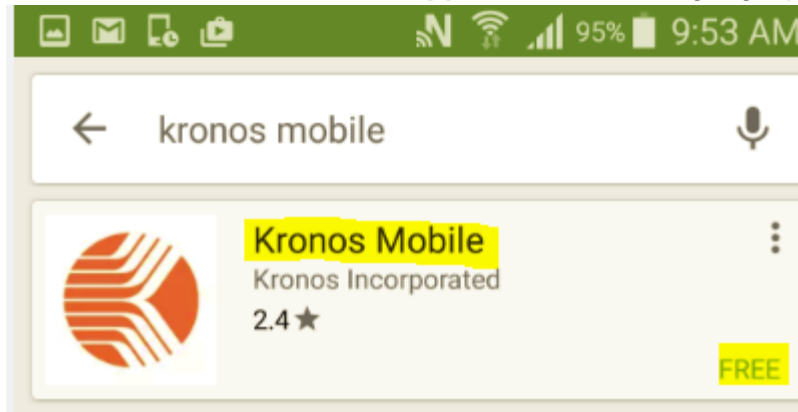 95% 9:53 AM
kronos mobile
Kronos Mobile
Kronos Incorporated
2.4★
FREE